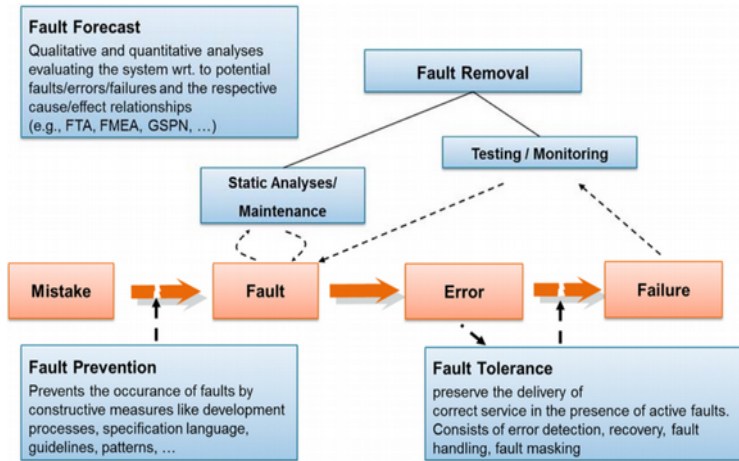 Fault Forecast
Qualitative and quantitative analyses
evaluating the system wrt. to potential
faults/errors/failures and the respective
cause/effect relationships
(e.g., FTA, FMEA, GSPN, ...)
Fault Removal
Testing / Monitoring
Static Analyses/
Maintenance
Mistake
Fault
Error
Failure
Fault Prevention
Prevents the occurance of faults by
constructive measures like development
processes, specification language,
guidelines, patterns, ...
Fault Tolerance
preserve the delivery of
correct service in the presence of active faults.
Consists of error detection, recovery, fault
handling, fault masking